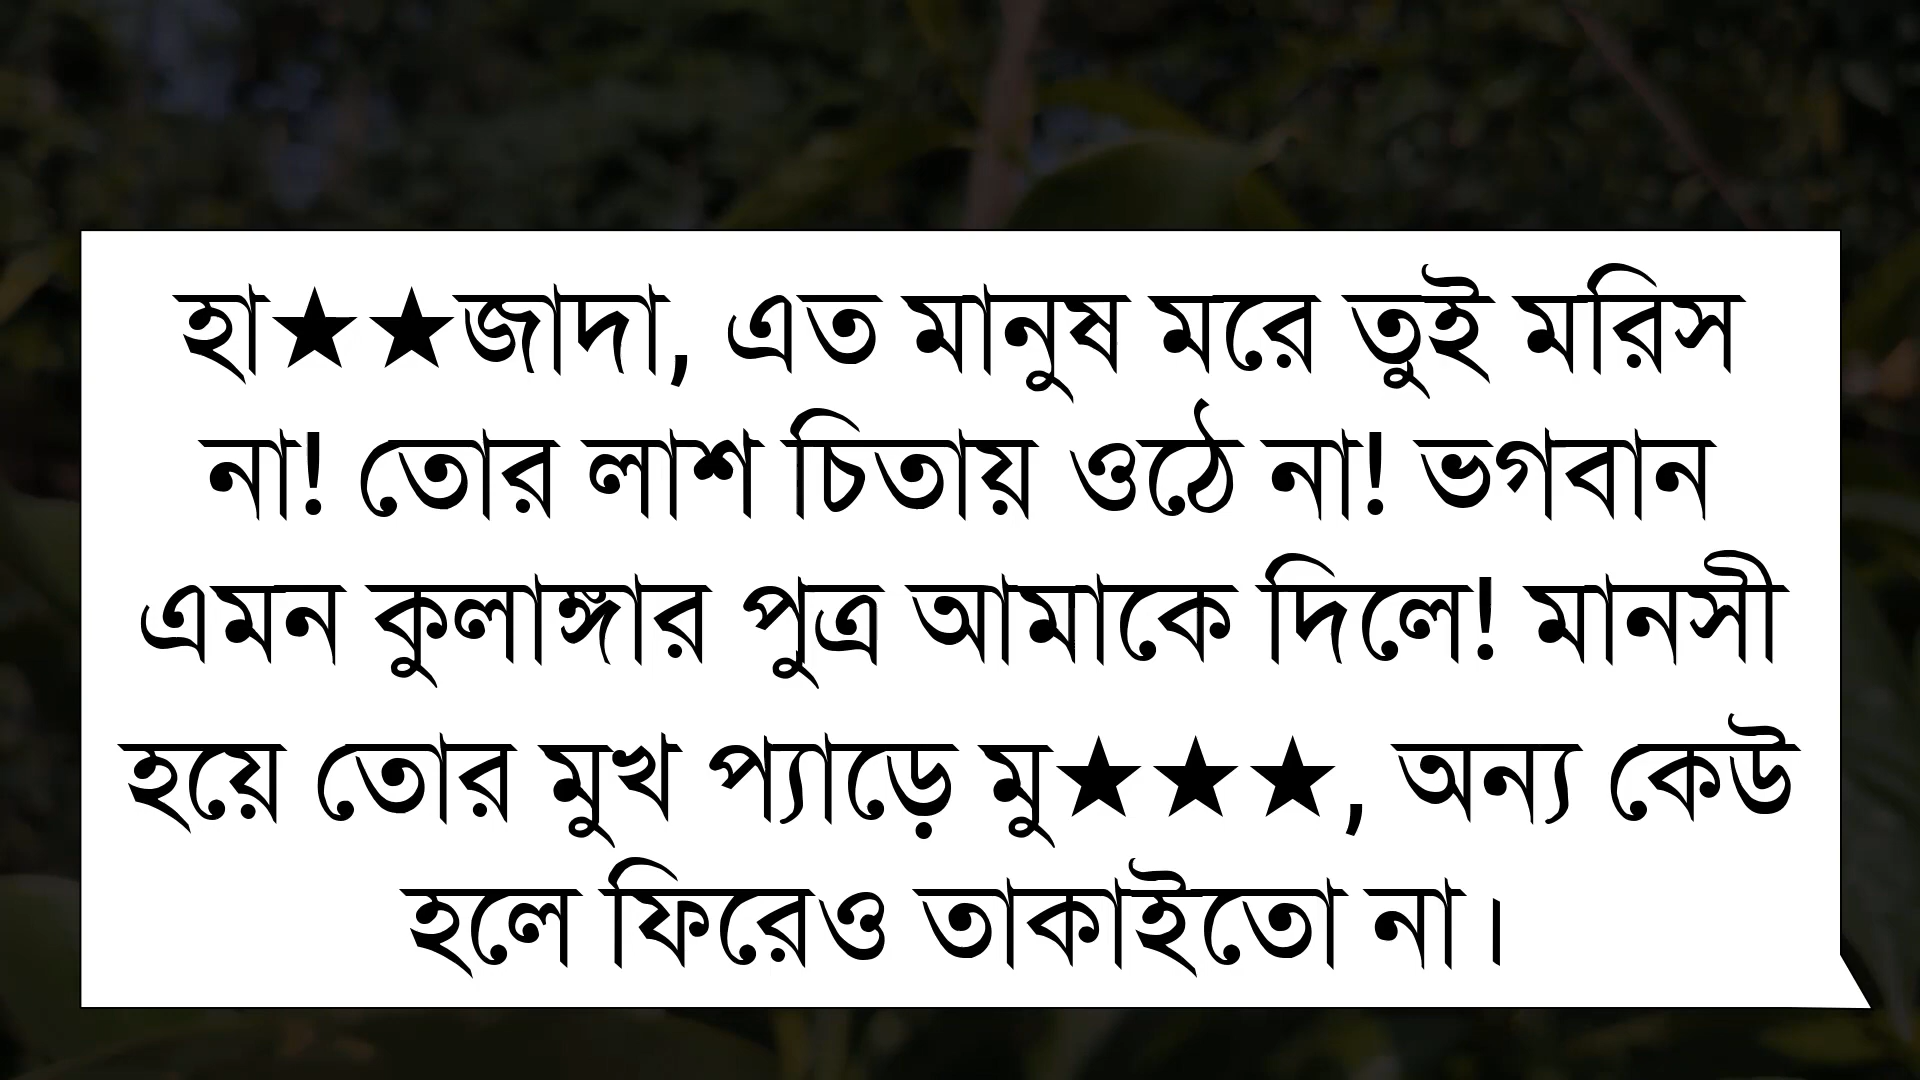 হা★★জাদা, এত মানুষ মরে তুই মরিস
না! তোর লাশ চিতায় ওঠে না! ভগবান
এমন কুলাঙ্গার পুত্র আমাকে দিলে! মানসী
হয়ে তোর মুখ প্যাড়ে মু★★★, অন্য কেউ
হলে ফিরেও তাকাইতো না।